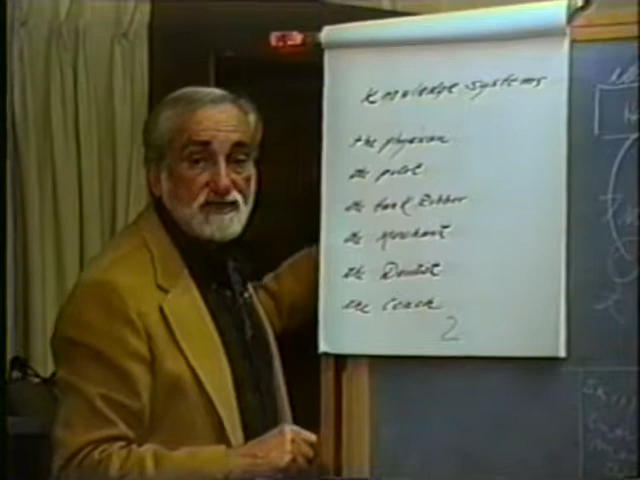 Knowledge Systems
the physician
the pilot
the bank Robber
the Merchant
the Dentist
the Coach
2